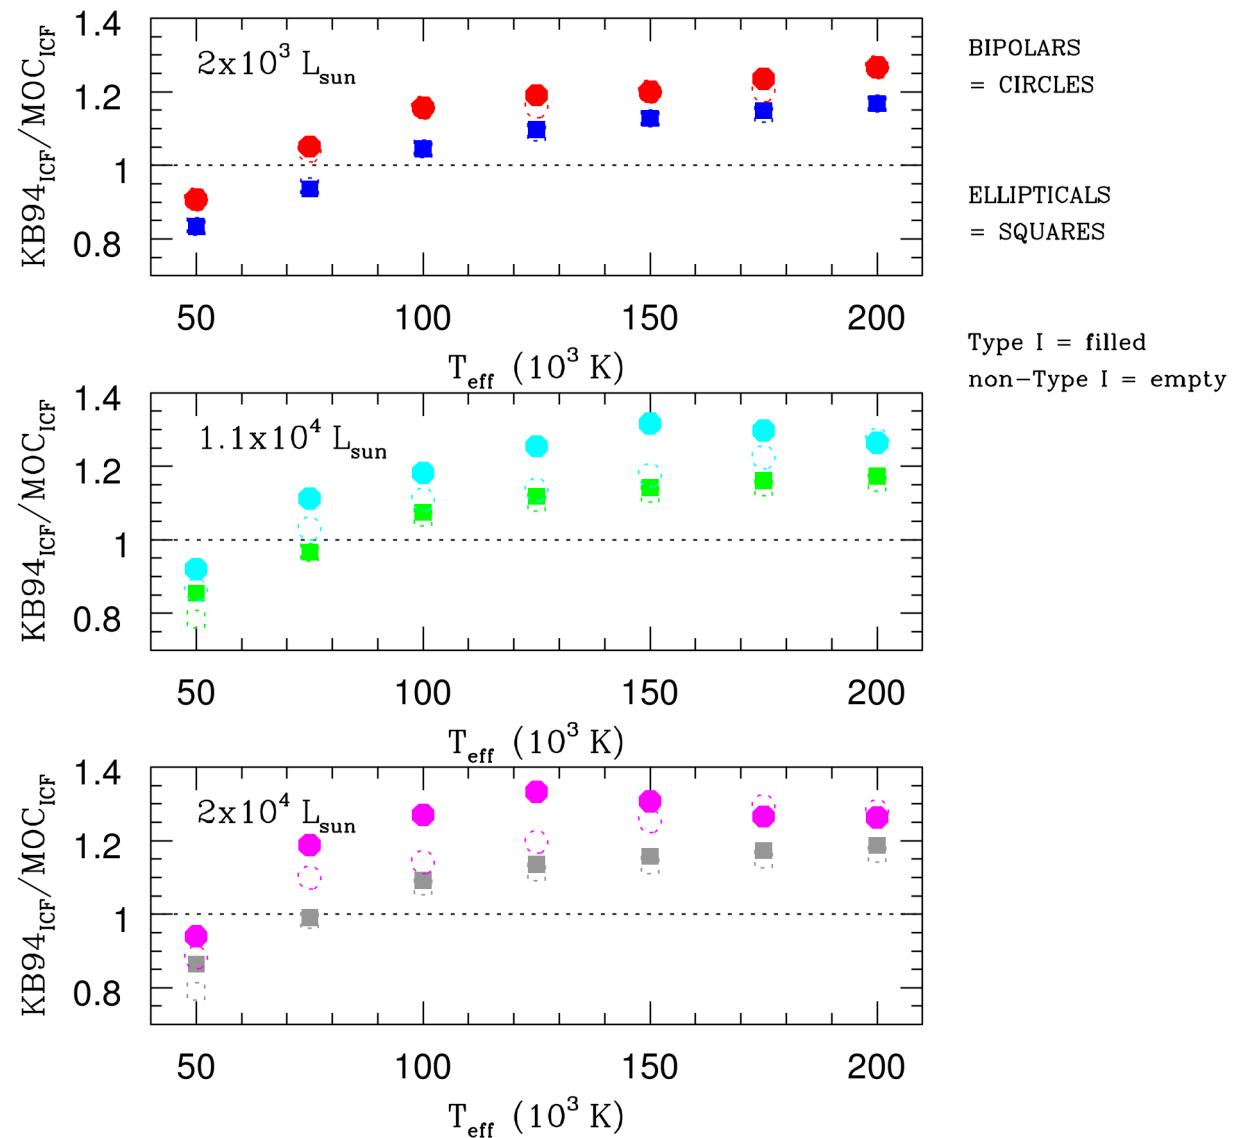 1.4
1.2
1
0.8
KB94ICF/MOCICF
2x10³ Lsun
50 100 150 200
Teff (10³ K)
BIPOLARS
= CIRCLES
ELLIPTICALS
= SQUARES
Type I = filled
non−Type I = empty
1.4
1.2
1
0.8
KB94ICF/MOCICF
1.1x10⁴ Lsun
50 100 150 200
Teff (10³ K)
1.4
1.2
1
0.8
KB94ICF/MOCICF
2x10⁴ Lsun
50 100 150 200
Teff (10³ K)